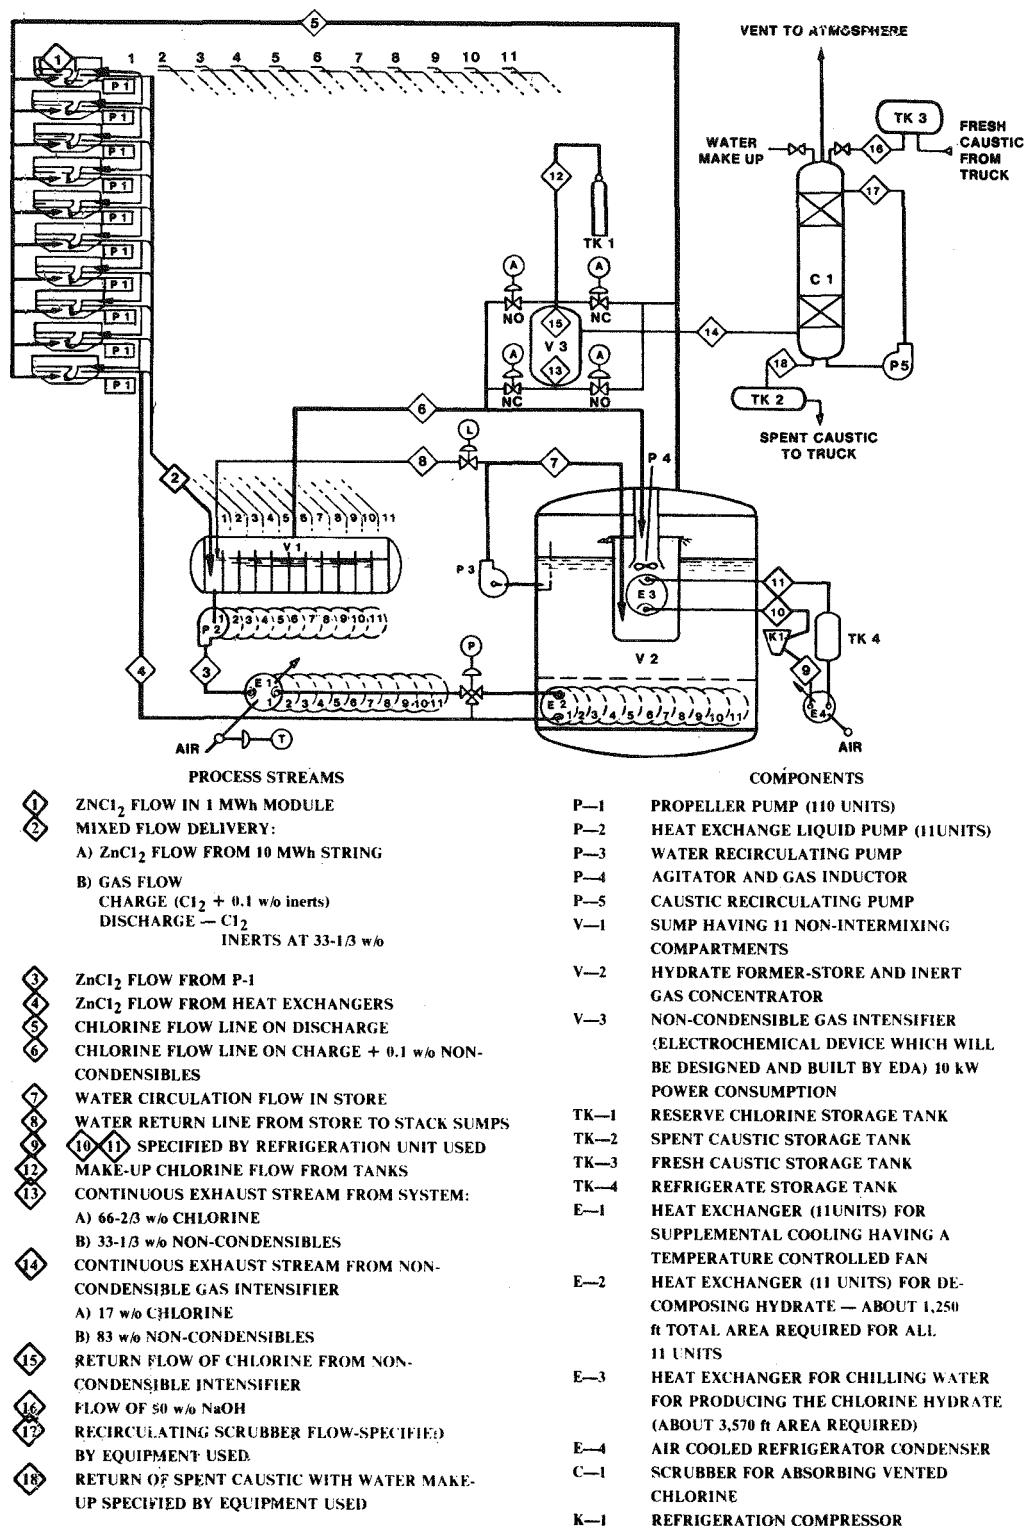 5
VENT TO ATMOSPHERE
1
1 2 3 4 5 6 7 8 9 10 11
P 1
P 1
P 1
P 1
P 1
P 1
P 1
P 1
P 1
P 1
TK 3
WATER
MAKE UP
16
FRESH
CAUSTIC
FROM
TRUCK
12
17
TK 1
A
A
C 1
NO
NC
15
V 3
14
13
A
A
NC
NO
18
P5
TK 2
SPENT CAUSTIC
TO TRUCK
6
L
8
7
P 4
2
1 2 3 4 5 6 7 8 9 10 11
V 1
P 3
E 3
11
10
K1
TK 4
P 2
1 2 3 4 5 6 7 8 9 10 11
V 2
4
3
P
9
E 1
1 2 3 4 5 6 7 8 9 10 11
E 2
1 2 3 4 5 6 7 8 9 10 11
E4
AIR
T
AIR
PROCESS STREAMS
1 ZNCl2 FLOW IN 1 MWh MODULE
2 MIXED FLOW DELIVERY:
A) ZnCl2 FLOW FROM 10 MWh STRING
B) GAS FLOW
CHARGE (Cl2 + 0.1 w/o inerts)
DISCHARGE — Cl2
INERTS AT 33-1/3 w/o
3 ZnCl2 FLOW FROM P-1
4 ZnCl2 FLOW FROM HEAT EXCHANGERS
5 CHLORINE FLOW LINE ON DISCHARGE
6 CHLORINE FLOW LINE ON CHARGE + 0.1 w/o NON-
CONDENSIBLES
7 WATER CIRCULATION FLOW IN STORE
8 WATER RETURN LINE FROM STORE TO STACK SUMPS
9 10 11 SPECIFIED BY REFRIGERATION UNIT USED
12 MAKE-UP CHLORINE FLOW FROM TANKS
13 CONTINUOUS EXHAUST STREAM FROM SYSTEM:
A) 66-2/3 w/o CHLORINE
B) 33-1/3 w/o NON-CONDENSIBLES
14 CONTINUOUS EXHAUST STREAM FROM NON-
CONDENSIBLE GAS INTENSIFIER
A) 17 w/o CHLORINE
B) 83 w/o NON-CONDENSIBLES
15 RETURN FLOW OF CHLORINE FROM NON-
CONDENSIBLE INTENSIFIER
16 FLOW OF 50 w/o NaOH
17 RECIRCULATING SCRUBBER FLOW-SPECIFIED
BY EQUIPMENT USED
18 RETURN OF SPENT CAUSTIC WITH WATER MAKE-
UP SPECIFIED BY EQUIPMENT USED
COMPONENTS
P—1 PROPELLER PUMP (110 UNITS)
P—2 HEAT EXCHANGE LIQUID PUMP (11UNITS)
P—3 WATER RECIRCULATING PUMP
P—4 AGITATOR AND GAS INDUCTOR
P—5 CAUSTIC RECIRCULATING PUMP
V—1 SUMP HAVING 11 NON-INTERMIXING
COMPARTMENTS
V—2 HYDRATE FORMER-STORE AND INERT
GAS CONCENTRATOR
V—3 NON-CONDENSIBLE GAS INTENSIFIER
(ELECTROCHEMICAL DEVICE WHICH WILL
BE DESIGNED AND BUILT BY EDA) 10 kW
POWER CONSUMPTION
TK—1 RESERVE CHLORINE STORAGE TANK
TK—2 SPENT CAUSTIC STORAGE TANK
TK—3 FRESH CAUSTIC STORAGE TANK
TK—4 REFRIGERATE STORAGE TANK
E—1 HEAT EXCHANGER (11UNITS) FOR
SUPPLEMENTAL COOLING HAVING A
TEMPERATURE CONTROLLED FAN
E—2 HEAT EXCHANGER (11 UNITS) FOR DE-
COMPOSING HYDRATE — ABOUT 1,250
ft TOTAL AREA REQUIRED FOR ALL
11 UNITS
E—3 HEAT EXCHANGER FOR CHILLING WATER
FOR PRODUCING THE CHLORINE HYDRATE
(ABOUT 3,570 ft AREA REQUIRED)
E—4 AIR COOLED REFRIGERATOR CONDENSER
C—1 SCRUBBER FOR ABSORBING VENTED
CHLORINE
K—1 REFRIGERATION COMPRESSOR